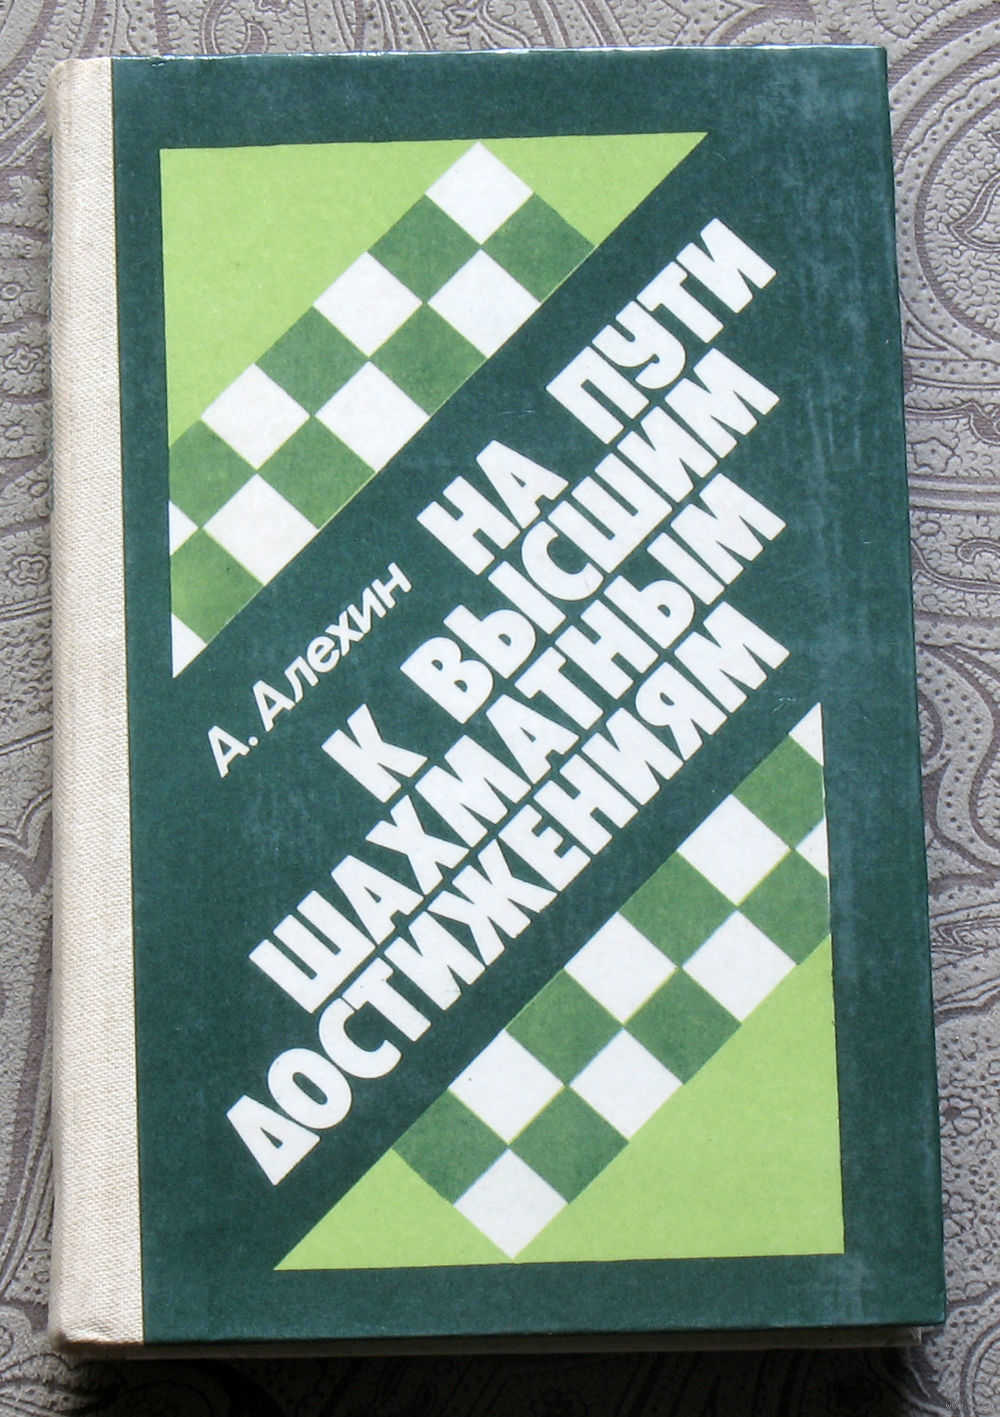 А. Алехин
НА ПУТИ
К ВЫСШИМ
ШАХМАТНЫМ
ДОСТИЖЕНИЯМ